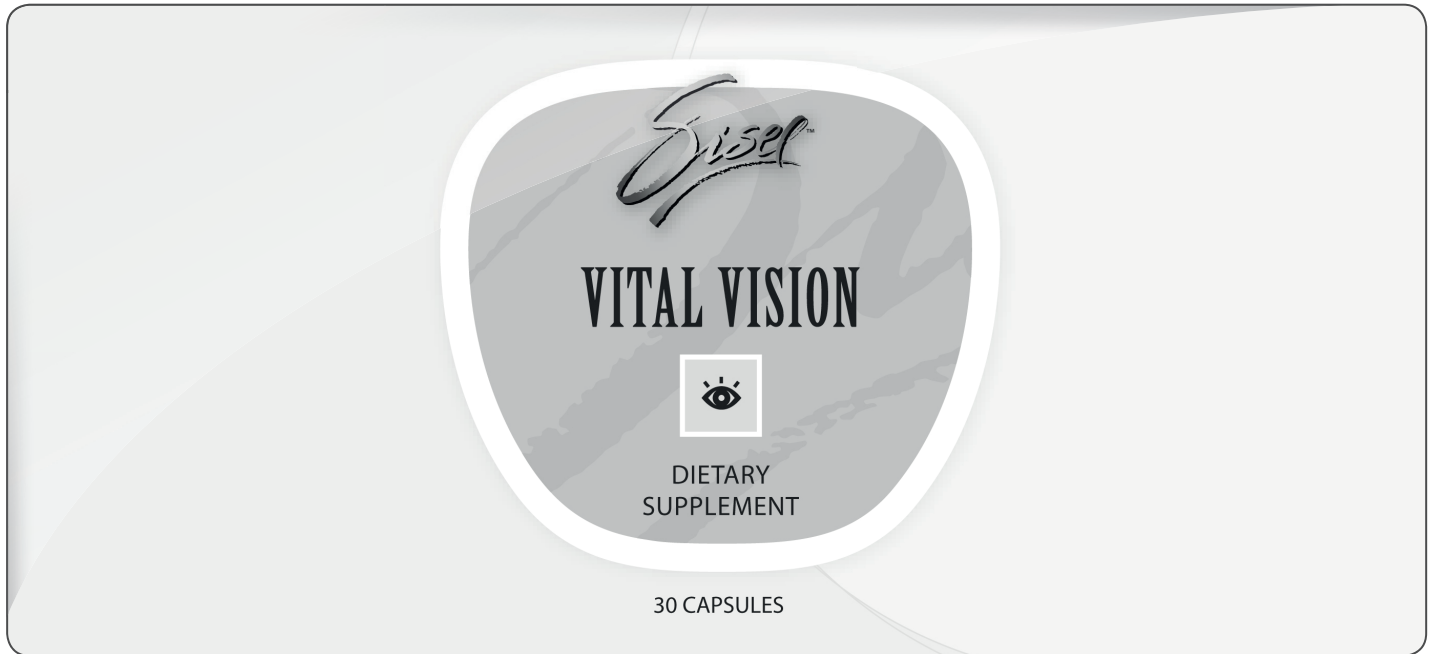 Sisel™
VITAL VISION
DIETARY
SUPPLEMENT
30 CAPSULES